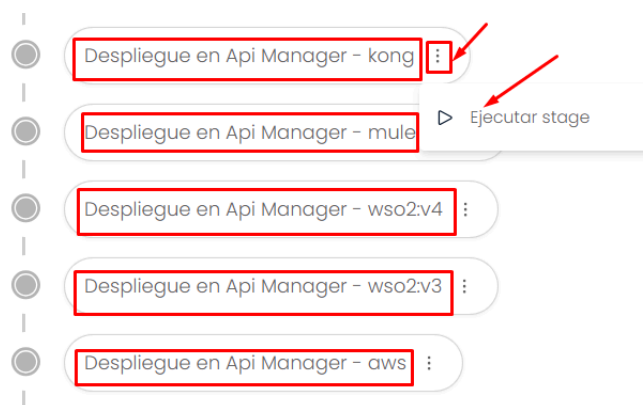 Despliegue en Api Manager - kong
Ejecutar stage
Despliegue en Api Manager - mule
Despliegue en Api Manager - wso2:v4
Despliegue en Api Manager - wso2:v3
Despliegue en Api Manager - aws